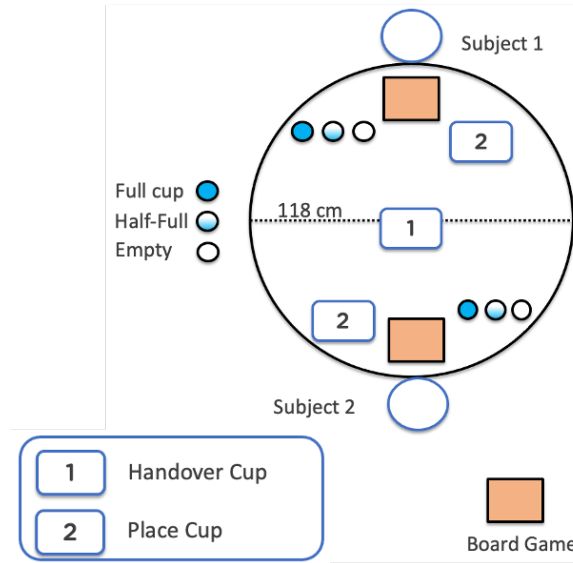 Subject 1
2
Full cup
118 cm
Half-Full
1
Empty
2
Subject 2
1 Handover Cup
2 Place Cup
Board Game